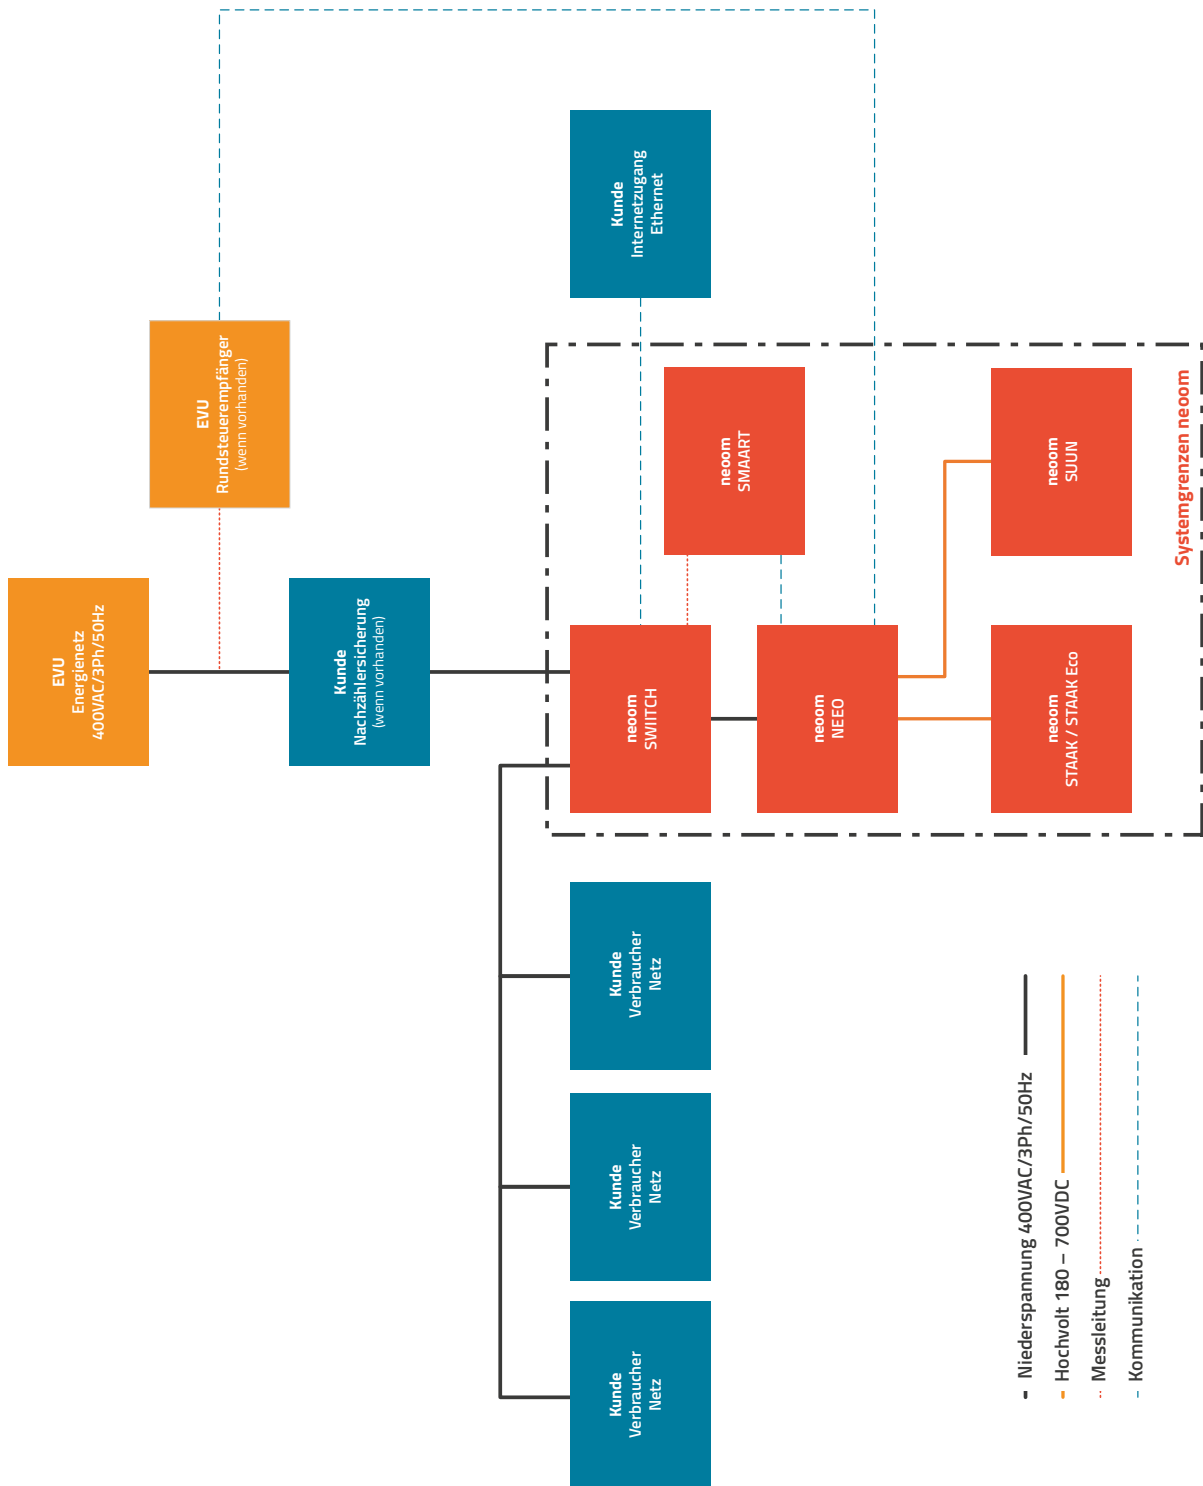 EVU
Energienetz
400VAC/3Ph/50Hz
EVU
Rundsteuerempfänger
(wenn vorhanden)
Kunde
Nachzählersicherung
(wenn vorhanden)
Kunde
Verbraucher
Netz
Kunde
Verbraucher
Netz
Kunde
Verbraucher
Netz
neoom
SWIITCH
Kunde
Internetzugang
Ethernet
neoom
SMAART
neoom
NEEO
neoom
STAAK / STAAK Eco
neoom
SUUN
Systemgrenzen neoom
Niederspannung 400VAC/3Ph/50Hz
Hochvolt 180 – 700VDC
Messleitung
Kommunikation